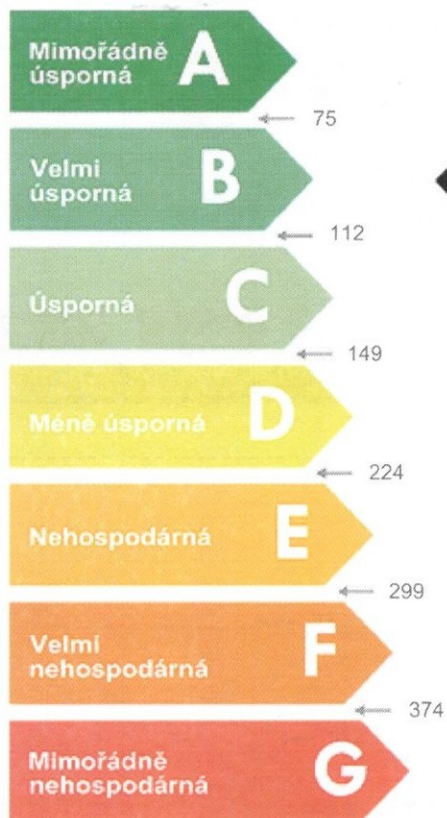 Mimořádně
úsporná
A
75
Velmi
úsporná
B
112
Úsporná
C
149
Méně úsporná
D
224
Nehospodárná
E
299
Velmi
nehospodárná
F
374
Mimořádně
nehospodárná
G